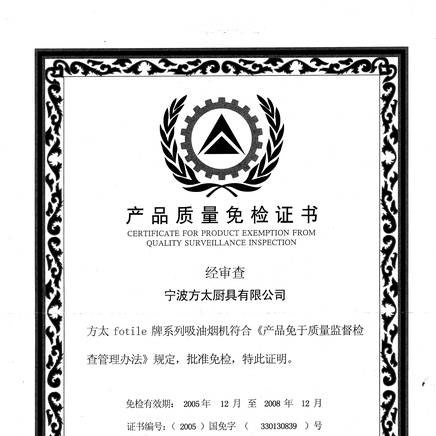 产品质量免检证书
CERTIFICATE FOR PRODUCT EXEMPTION FROM
QUALITY SURVEILLANCE INSPECTION
经审查
宁波方太厨具有限公司
方太 fotile 牌系列吸油烟机符合《产品免于质量监督检
查管理办法》规定，批准免检，特此证明。
免检有效期： 2005 年 12 月 至 2008 年 12 月
证书编号：（ 2005 ）国免字（ 330130839 ）号